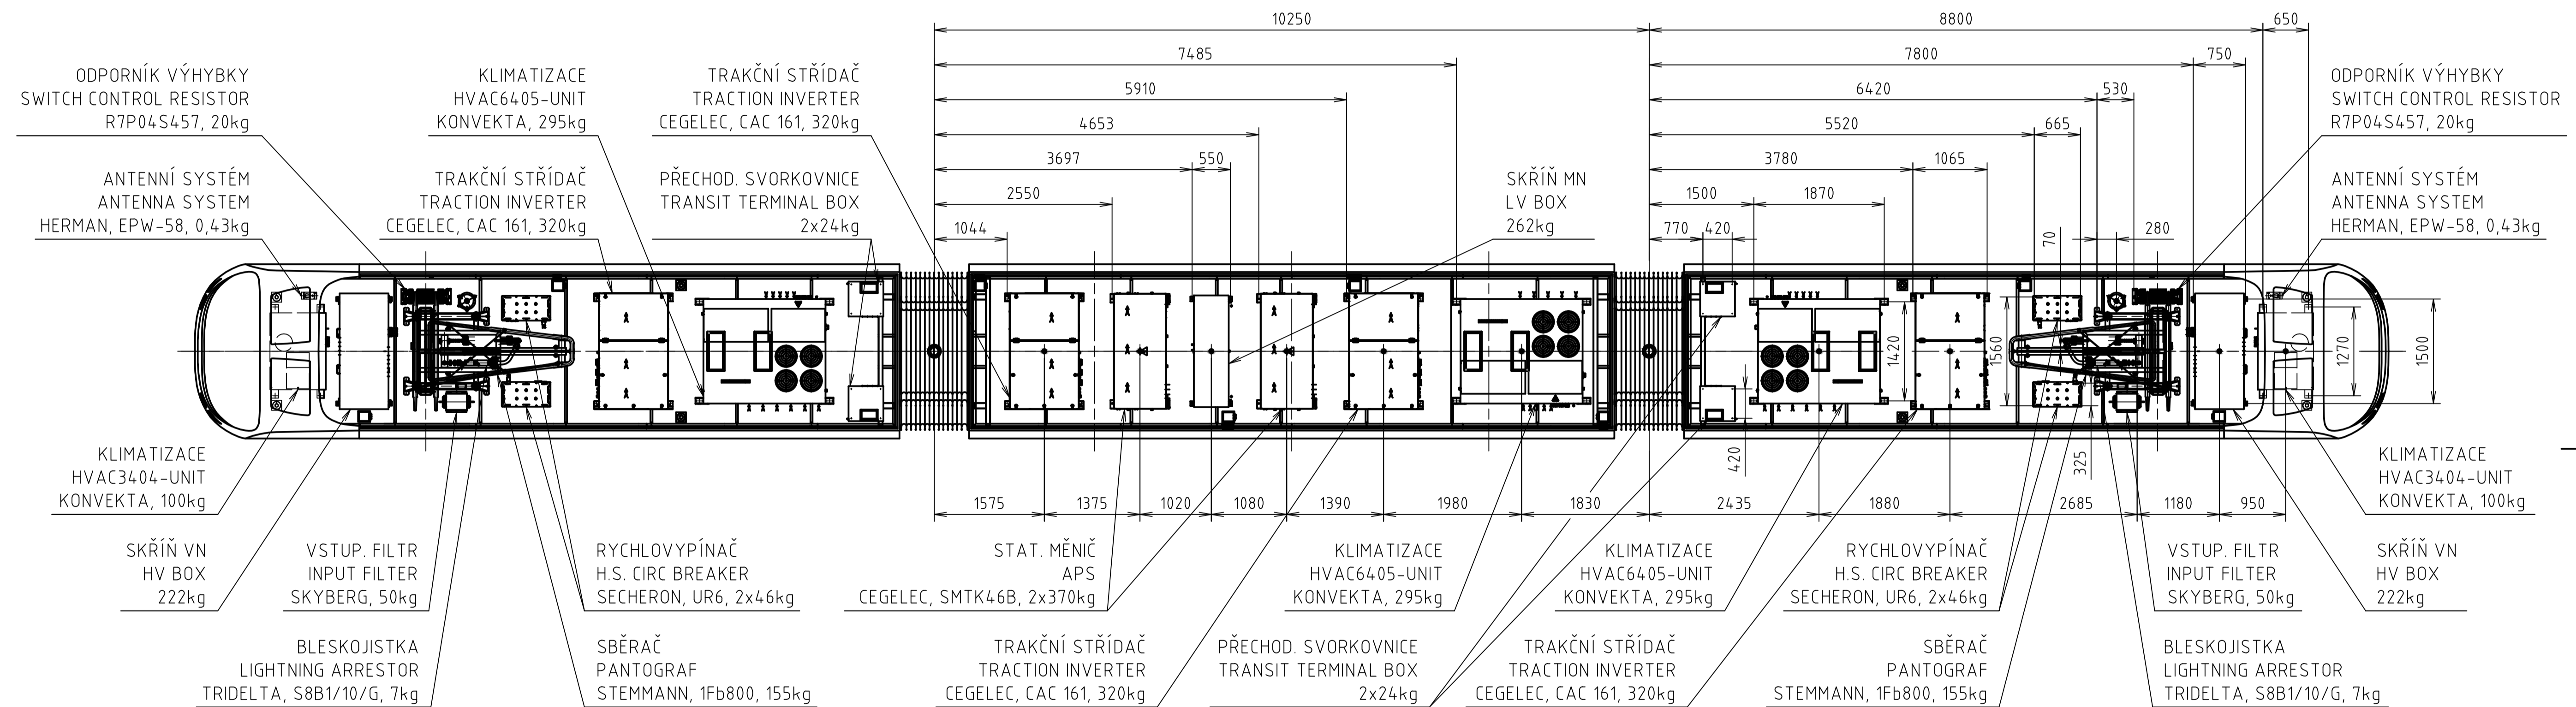 ODPORNÍK VÝHYBKY
SWITCH CONTROL RESISTOR
R7P04S457, 20kg
KLIMATIZACE
HVAC6405-UNIT
KONVEKTA, 295kg
TRAKČNÍ STŘÍDAČ
TRACTION INVERTER
CEGELEC, CAC 161, 320kg
ANTENNÍ SYSTÉM
ANTENNA SYSTEM
HERMAN, EPW-58, 0,43kg
TRAKČNÍ STŘÍDAČ
TRACTION INVERTER
CEGELEC, CAC 161, 320kg
PŘECHOD. SVORKOVNICE
TRANSIT TERMINAL BOX
2x24kg
10250
7485
5910
4653
3697
550
2550
1044
SKŘÍŇ MN
LV BOX
262kg
8800
650
7800
750
6420
530
5520
665
3780
1065
1500
1870
770
420
70
280
ODPORNÍK VÝHYBKY
SWITCH CONTROL RESISTOR
R7P04S457, 20kg
ANTENNÍ SYSTÉM
ANTENNA SYSTEM
HERMAN, EPW-58, 0,43kg
1420
1560
1270
1500
420
325
1575
1375
1020
1080
1390
1980
1830
2435
1880
2685
1180
950
KLIMATIZACE
HVAC3404-UNIT
KONVEKTA, 100kg
SKŘÍŇ VN
HV BOX
222kg
VSTUP. FILTR
INPUT FILTER
SKYBERG, 50kg
RYCHLOVYPÍNAČ
H.S. CIRC BREAKER
SECHERON, UR6, 2x46kg
STAT. MĚNIČ
APS
CEGELEC, SMTK46B, 2x370kg
KLIMATIZACE
HVAC6405-UNIT
KONVEKTA, 295kg
KLIMATIZACE
HVAC6405-UNIT
KONVEKTA, 295kg
RYCHLOVYPÍNAČ
H.S. CIRC BREAKER
SECHERON, UR6, 2x46kg
VSTUP. FILTR
INPUT FILTER
SKYBERG, 50kg
KLIMATIZACE
HVAC3404-UNIT
KONVEKTA, 100kg
SKŘÍŇ VN
HV BOX
222kg
BLESKOJISTKA
LIGHTNING ARRESTOR
TRIDELTA, S8B1/10/G, 7kg
SBĚRAČ
PANTOGRAF
STEMMANN, 1Fb800, 155kg
TRAKČNÍ STŘÍDAČ
TRACTION INVERTER
CEGELEC, CAC 161, 320kg
PŘECHOD. SVORKOVNICE
TRANSIT TERMINAL BOX
2x24kg
TRAKČNÍ STŘÍDAČ
TRACTION INVERTER
CEGELEC, CAC 161, 320kg
SBĚRAČ
PANTOGRAF
STEMMANN, 1Fb800, 155kg
BLESKOJISTKA
LIGHTNING ARRESTOR
TRIDELTA, S8B1/10/G, 7kg